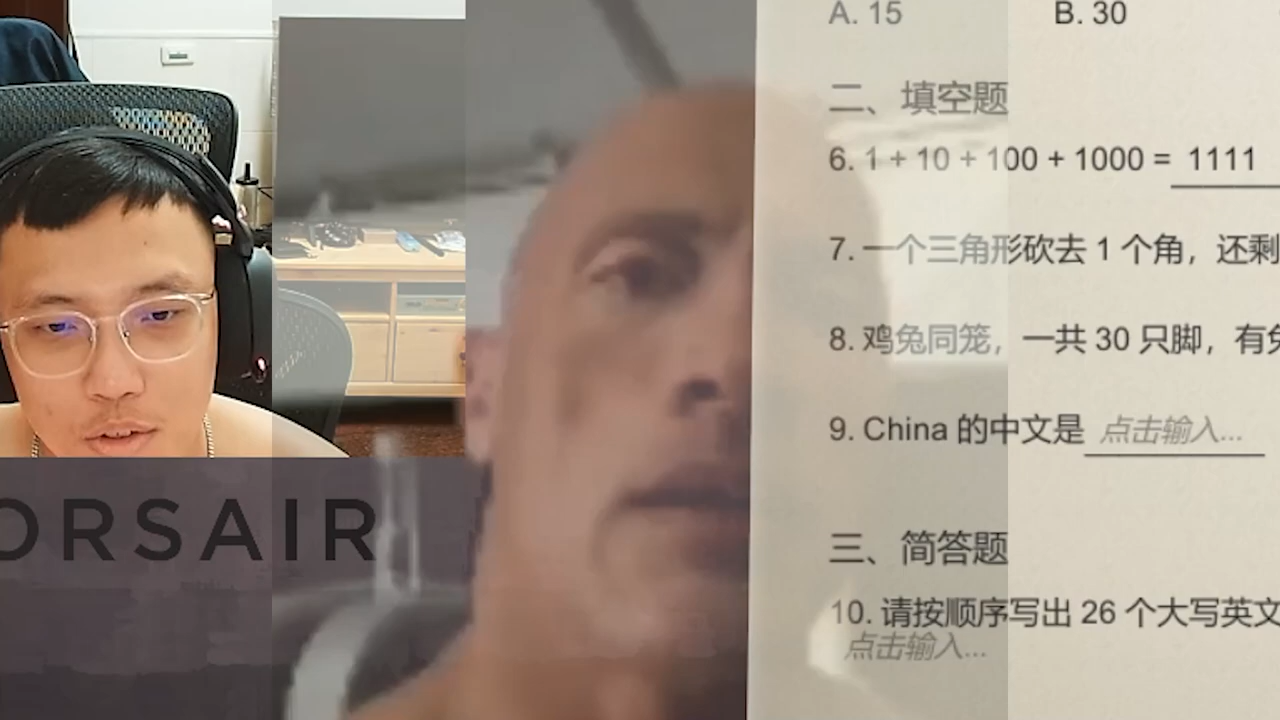 A. 15 B. 30
二、填空题
6. 1 + 10 + 100 + 1000 = 1111
7. 一个三角形砍去 1 个角，还剩
8. 鸡兔同笼，一共 30 只脚，有兔
9. China 的中文是 点击输入...
三、简答题
10. 请按顺序写出 26 个大写英文
点击输入...
ORSAIR